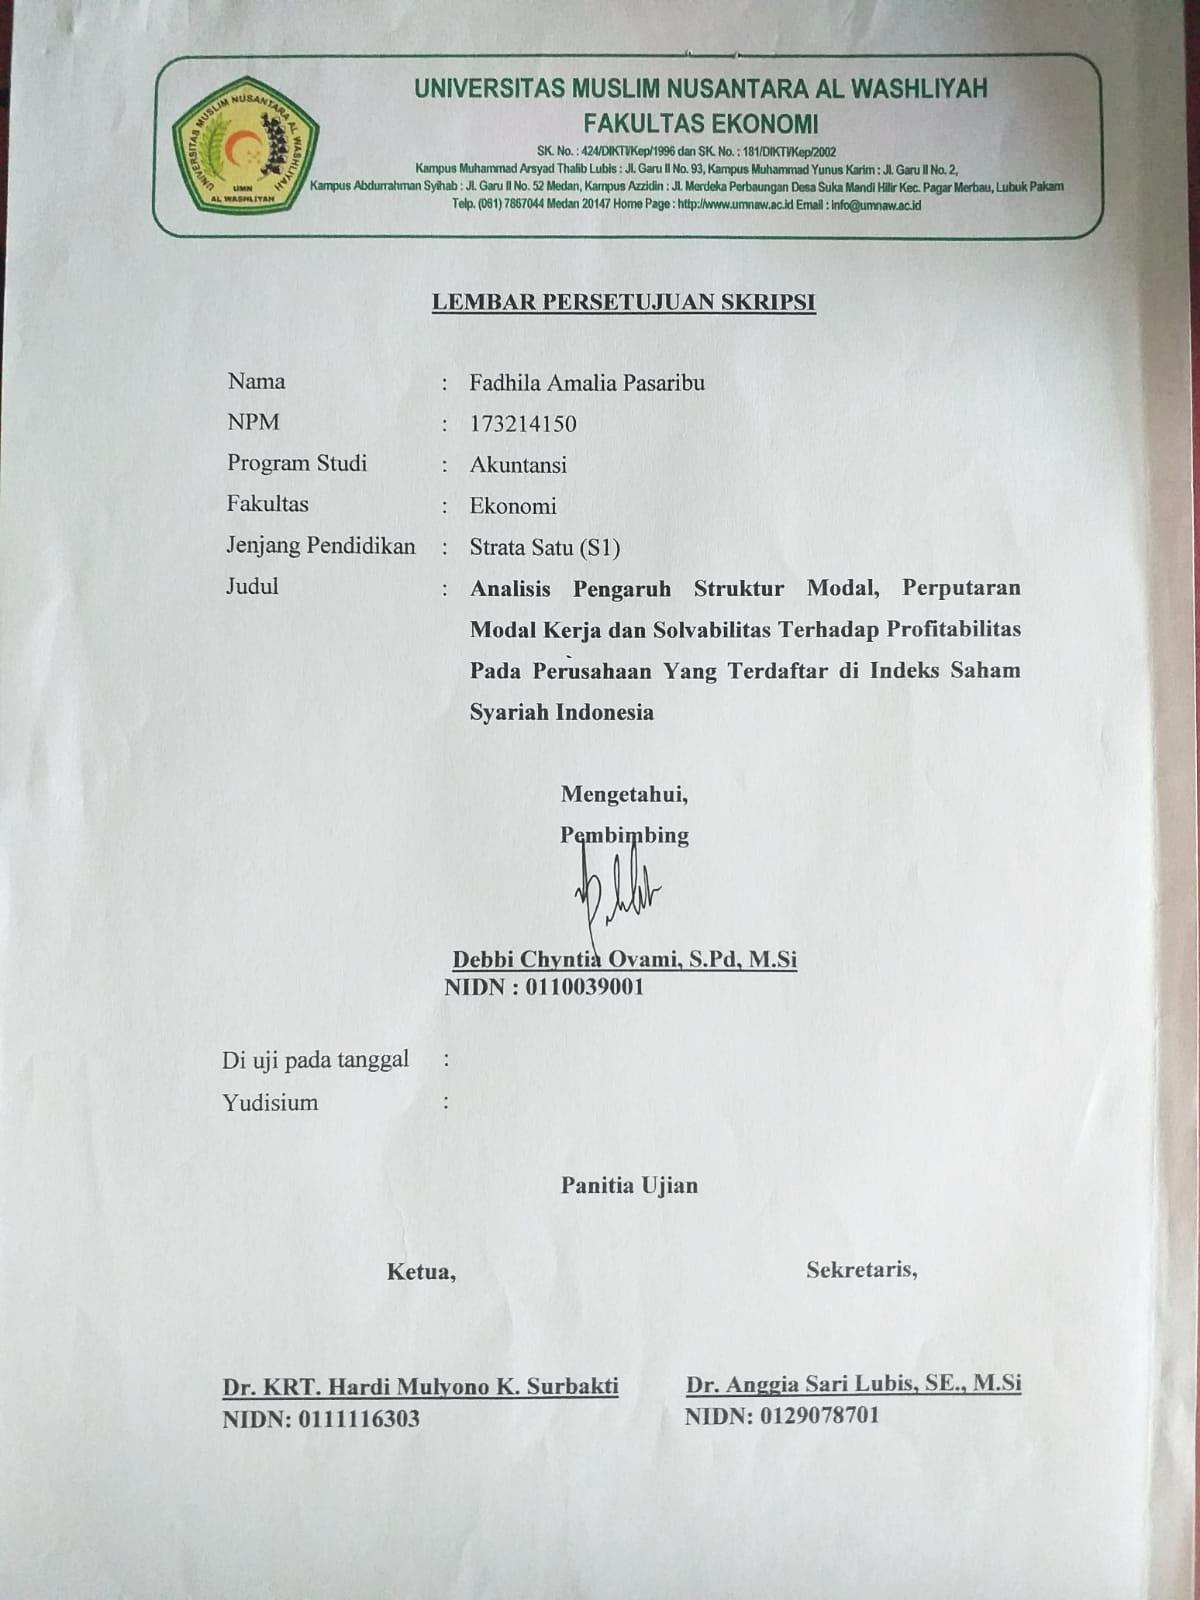 UNIVERSITAS MUSLIM NUSANTARA AL WASHLIYAH
UMN
AL WASHLIYAH
UNIVERSITAS MUSLIM NUSANTARA AL WASHLIYAH
FAKULTAS EKONOMI
SK. No. : 424/DIKTI/Kep/1996 dan SK. No. : 181/DIKTI/Kep/2002
Kampus Muhammad Arsyad Thalib Lubis : Jl. Garu II No. 93, Kampus Muhammad Yunus Karim : Jl. Garu II No. 2,
Kampus Abdurrahman Syihab : Jl. Garu II No. 52 Medan, Kampus Azzidin : Jl. Merdeka Perbaungan Desa Suka Mandi Hilir Kec. Pagar Merbau, Lubuk Pakam
Telp. (061) 7867044 Medan 20147 Home Page : http://www.umnaw.ac.id Email : info@umnaw.ac.id
LEMBAR PERSETUJUAN SKRIPSI
Nama : Fadhila Amalia Pasaribu
NPM : 173214150
Program Studi : Akuntansi
Fakultas : Ekonomi
Jenjang Pendidikan : Strata Satu (S1)
Judul : Analisis Pengaruh Struktur Modal, Perputaran
Modal Kerja dan Solvabilitas Terhadap Profitabilitas
Pada Perusahaan Yang Terdaftar di Indeks Saham
Syariah Indonesia
Mengetahui,
Pembimbing
Debbi Chyntia Ovami, S.Pd, M.Si
NIDN : 0110039001
Di uji pada tanggal :
Yudisium :
Panitia Ujian
Ketua, Sekretaris,
Dr. KRT. Hardi Mulyono K. Surbakti Dr. Anggia Sari Lubis, SE., M.Si
NIDN: 0111116303 NIDN: 0129078701